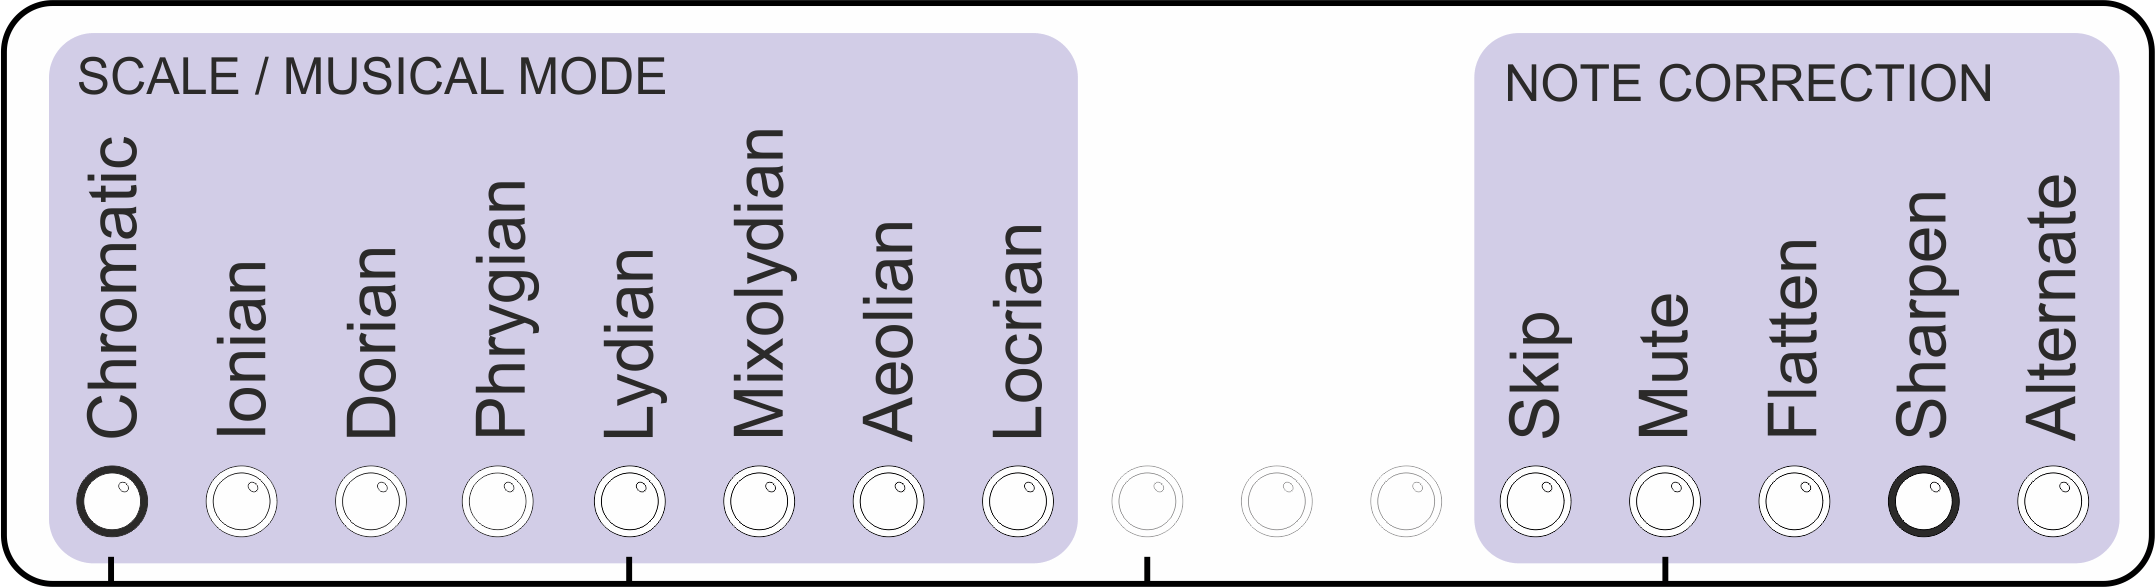 SCALE / MUSICAL MODE
Chromatic
Ionian
Dorian
Phrygian
Lydian
Mixolydian
Aeolian
Locrian
NOTE CORRECTION
Skip
Mute
Flatten
Sharpen
Alternate